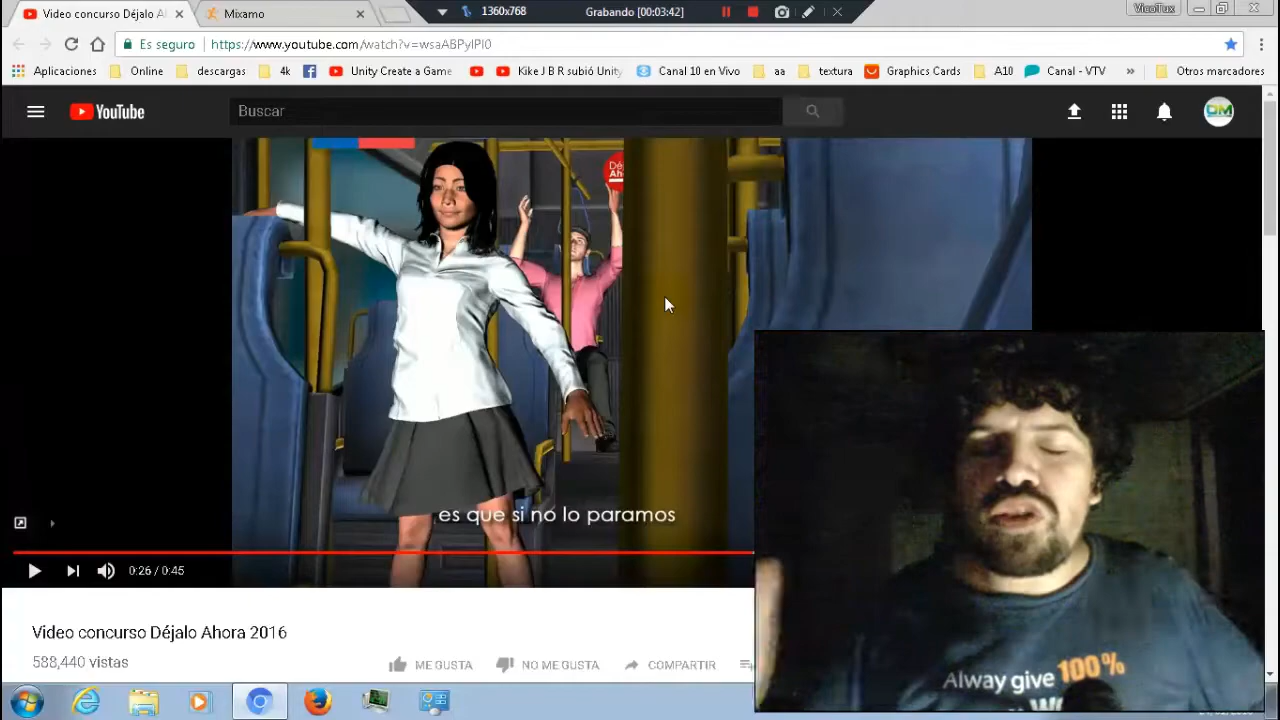 Video concurso Déjalo Al
Mixamo
1360x768
Grabando [00:03:42]
VicoTux
Es seguro
https://www.youtube.com/watch?v=wsaABPyIPI0
Aplicaciones
Online
descargas
4k
Unity Create a Game
Kike J B R subió Unity
Canal 10 en Vivo
aa
textura
Graphics Cards
A10
Canal - VTV
»
Otros marcadores
YouTube
Buscar
DM
es que si no lo paramos
0:26 / 0:45
Video concurso Déjalo Ahora 2016
588,440 vistas
ME GUSTA
NO ME GUSTA
COMPARTIR
Alway give 100%